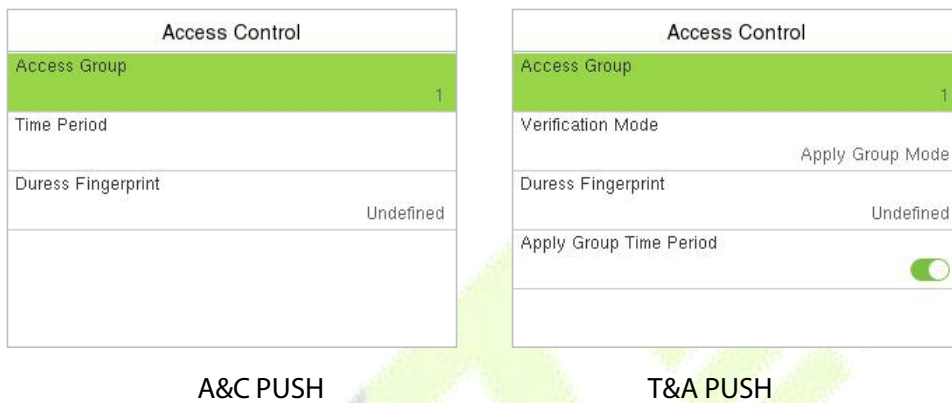 Access Control
Access Group
1
Time Period
Duress Fingerprint
Undefined
A&C PUSH
Access Control
Access Group
1
Verification Mode
Apply Group Mode
Duress Fingerprint
Undefined
Apply Group Time Period
T&A PUSH